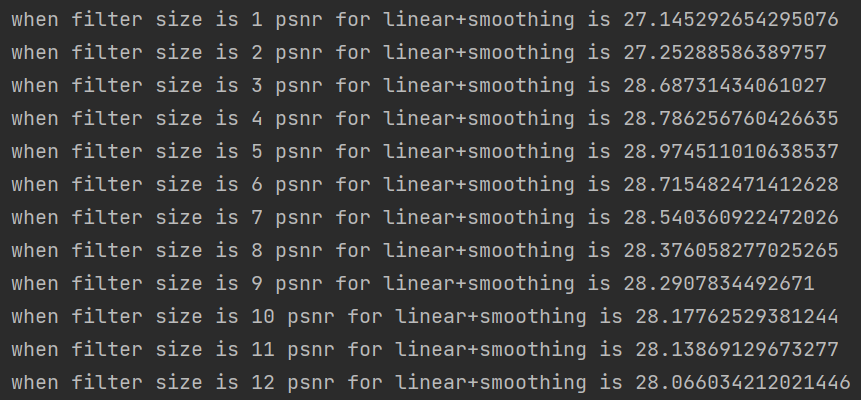 when filter size is 1 psnr for linear+smoothing is 27.145292654295076
when filter size is 2 psnr for linear+smoothing is 27.25288586389757
when filter size is 3 psnr for linear+smoothing is 28.68731434061027
when filter size is 4 psnr for linear+smoothing is 28.786256760426635
when filter size is 5 psnr for linear+smoothing is 28.974511010638537
when filter size is 6 psnr for linear+smoothing is 28.715482471412628
when filter size is 7 psnr for linear+smoothing is 28.540360922472026
when filter size is 8 psnr for linear+smoothing is 28.376058277025265
when filter size is 9 psnr for linear+smoothing is 28.2907834492671
when filter size is 10 psnr for linear+smoothing is 28.17762529381244
when filter size is 11 psnr for linear+smoothing is 28.13869129673277
when filter size is 12 psnr for linear+smoothing is 28.066034212021446